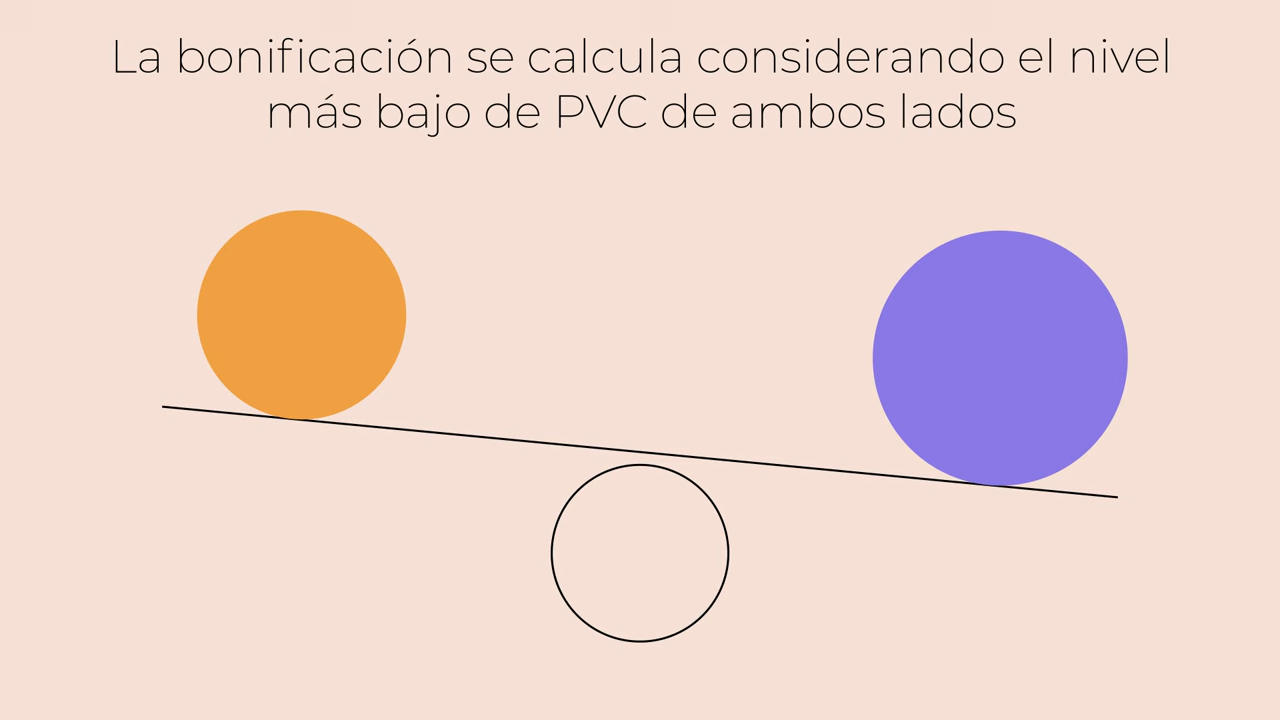 La bonificación se calcula considerando el nivel
más bajo de PVC de ambos lados